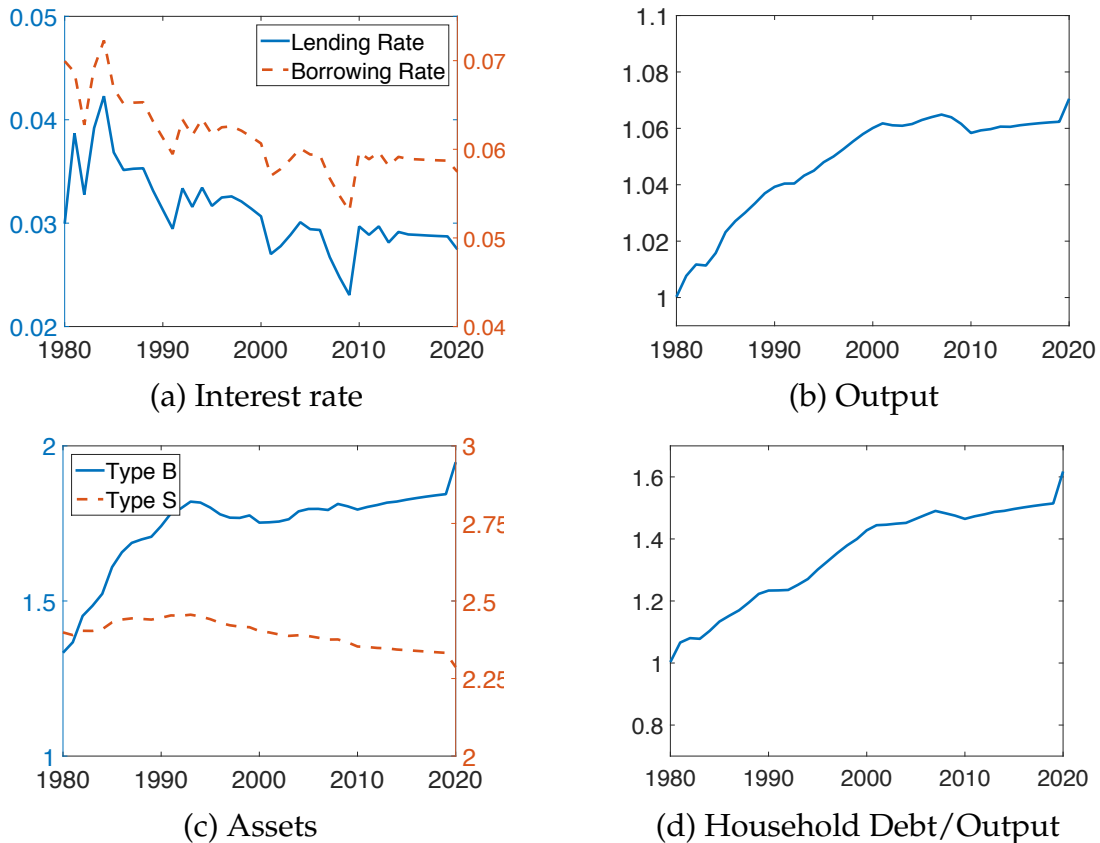 0.05
0.04
0.03
0.02
Lending Rate
Borrowing Rate
0.07
0.06
0.05
0.04
1980 1990 2000 2010 2020
(a) Interest rate
1.1
1.08
1.06
1.04
1.02
1
1980 1990 2000 2010 2020
(b) Output
2
1.5
1
Type B
Type S
3
2.75
2.5
2.25
2
1980 1990 2000 2010 2020
(c) Assets
1.6
1.4
1.2
1
0.8
1980 1990 2000 2010 2020
(d) Household Debt/Output